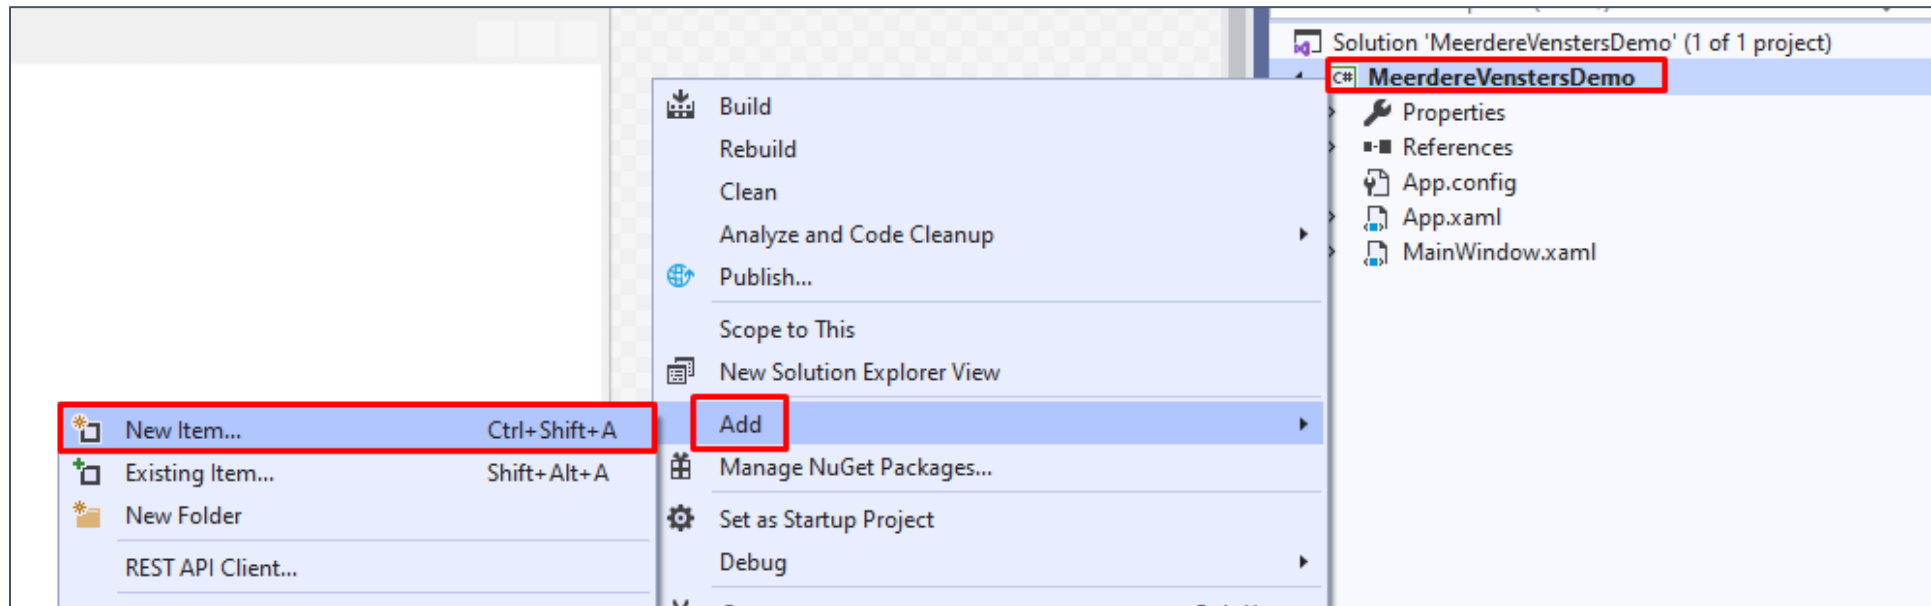 Solution 'MeerdereVenstersDemo' (1 of 1 project)
C# MeerdereVenstersDemo
Properties
References
App.config
App.xaml
MainWindow.xaml
Build
Rebuild
Clean
Analyze and Code Cleanup
Publish...
Scope to This
New Solution Explorer View
Add
Manage NuGet Packages...
Set as Startup Project
Debug
New Item... Ctrl+Shift+A
Existing Item... Shift+Alt+A
New Folder
REST API Client...